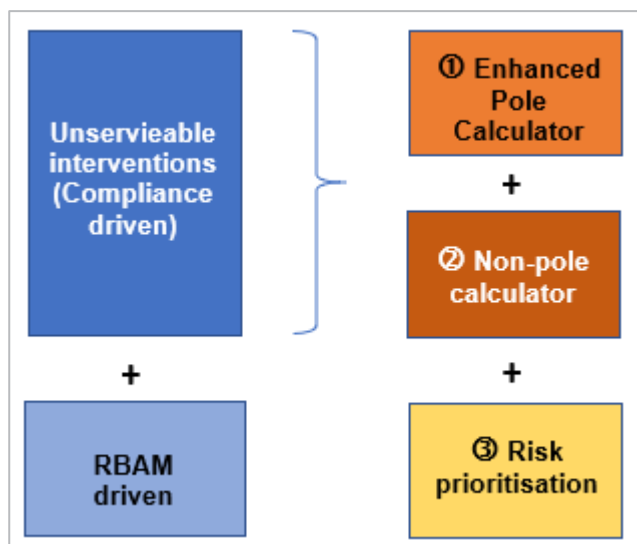 Unservieable
interventions
(Compliance
driven)
+
RBAM
driven
① Enhanced
Pole
Calculator
+
② Non-pole
calculator
+
③ Risk
prioritisation